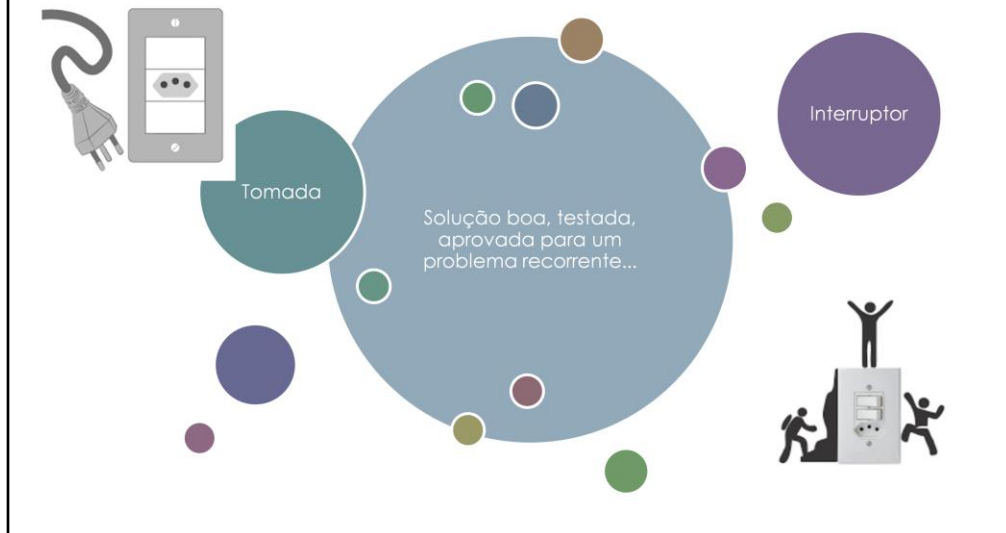 Tomada
Solução boa, testada,
aprovada para um
problema recorrente...
Interruptor